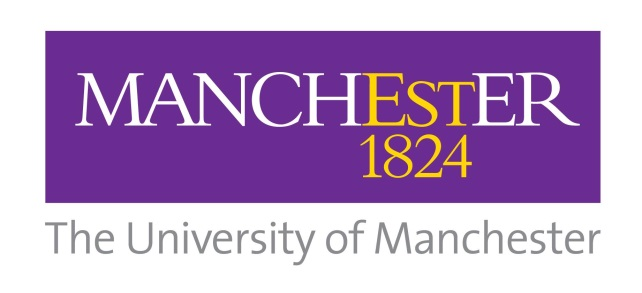 MANCHEsTER
1824
The University of Manchester